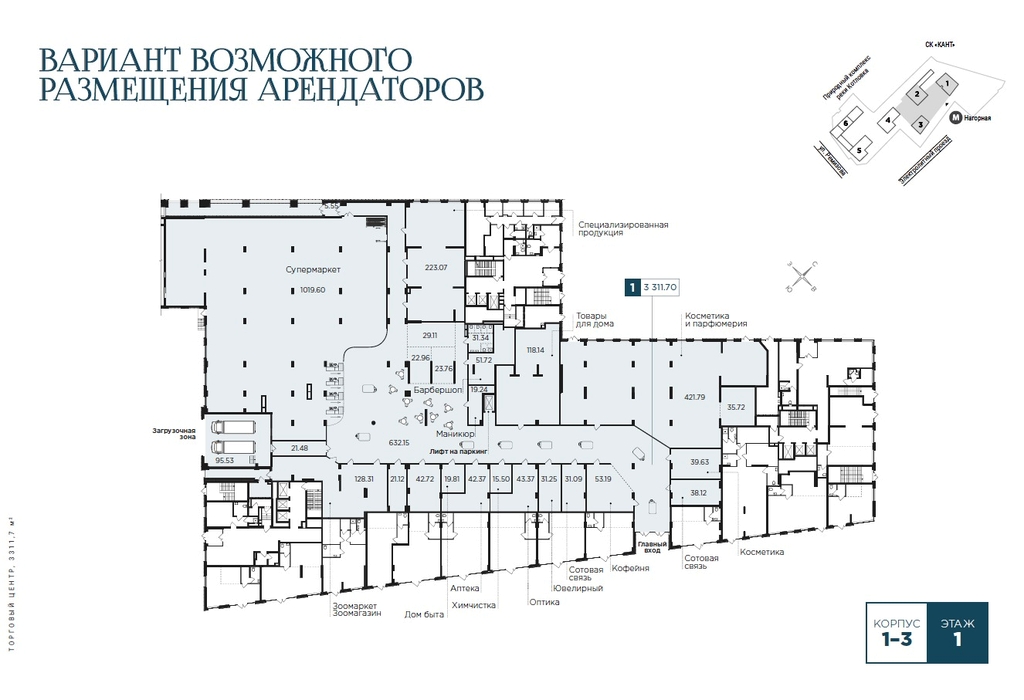 ВАРИАНТ ВОЗМОЖНОГО
РАЗМЕЩЕНИЯ АРЕНДАТОРОВ
СК «КАНТ»
Природный комплекс
реки Котловка
1
2
3
4
5
6
М Нагорная
ул. Ремизова
Электролитный проезд
5.55
Специализированная
продукция
Супермаркет
1019.60
223.07
1 3 311.70
Товары
для дома
Косметика
и парфюмерия
29.11
31.34
118.14
22.96
23.76
51.72
Барбершоп
19.24
421.79
35.72
Загрузочная
зона
95.53
21.48
632.15
Маникюр
Лифт на паркинг
39.63
38.12
128.31
21.12
42.72
19.81
42.37
15.50
43.37
31.25
31.09
53.19
Главный
вход
Косметика
Сотовая
связь
Кофейня
Сотовая
связь
Ювелирный
Аптека
Химчистка
Оптика
Зоомаркет
Зоомагазин
Дом быта
ТОРГОВЫЙ ЦЕНТР, 3311,7 м²
КОРПУС
1–3
ЭТАЖ
1